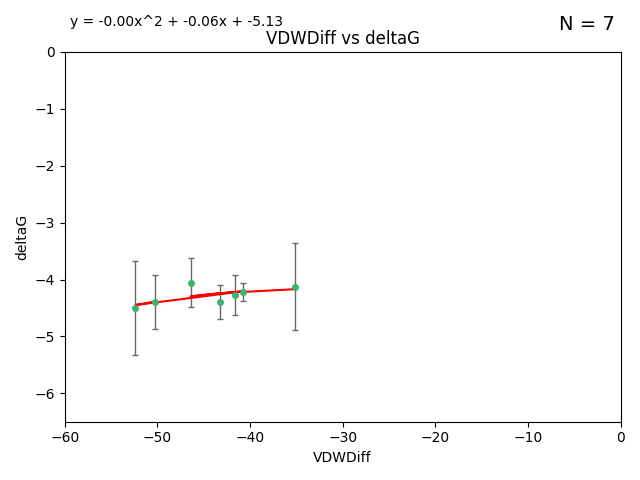 y = -0.00x^2 + -0.06x + -5.13
N = 7
VDWDiff vs deltaG
deltaG
0
−1
−2
−3
−4
−5
−6
−60
−50
−40
−30
−20
−10
0
VDWDiff